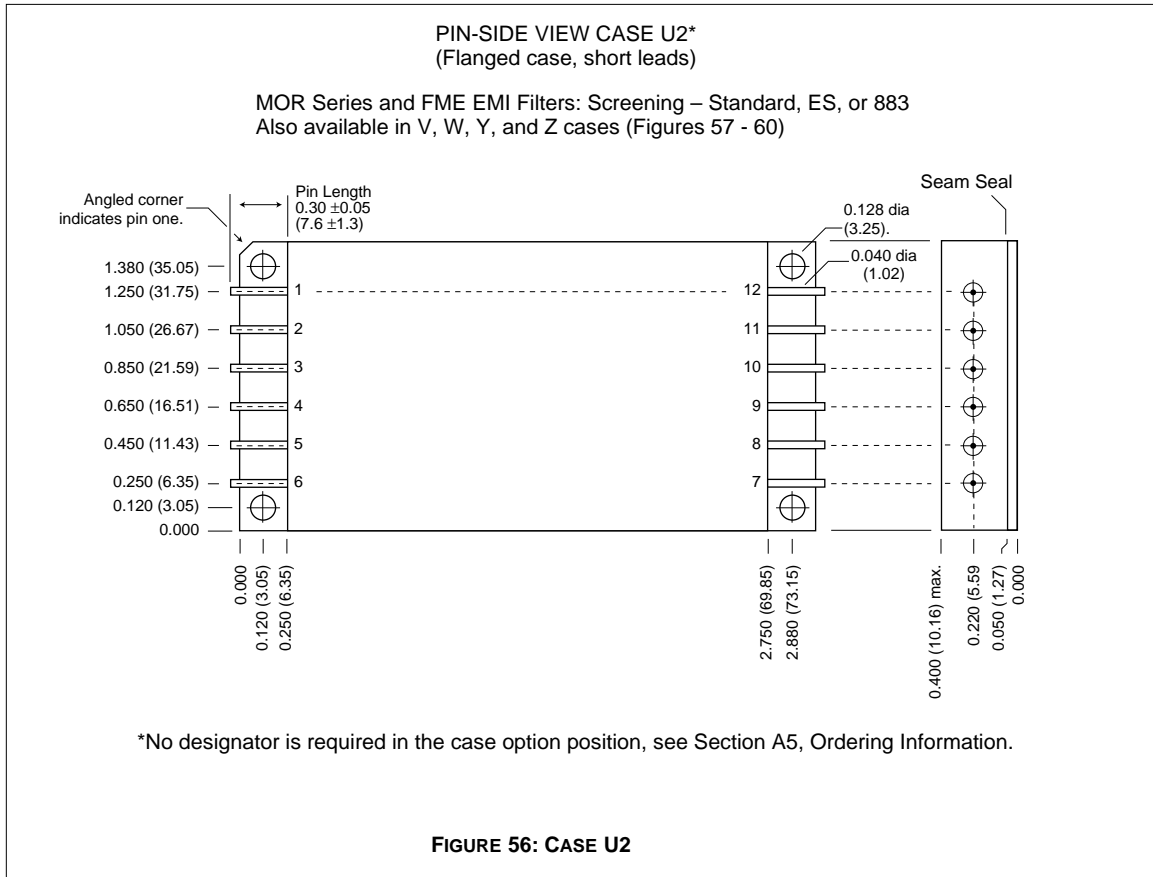 PIN-SIDE VIEW CASE U2*
(Flanged case, short leads)
MOR Series and FME EMI Filters: Screening – Standard, ES, or 883
Also available in V, W, Y, and Z cases (Figures 57 - 60)
Angled corner
indicates pin one.
Pin Length
0.30 ±0.05
(7.6 ±1.3)
Seam Seal
0.128 dia
(3.25).
0.040 dia
(1.02)
1.380 (35.05)
1.250 (31.75)
1.050 (26.67)
0.850 (21.59)
0.650 (16.51)
0.450 (11.43)
0.250 (6.35)
0.120 (3.05)
0.000
1
2
3
4
5
6
12
11
10
9
8
7
0.000
0.120 (3.05)
0.250 (6.35)
2.750 (69.85)
2.880 (73.15)
0.400 (10.16) max.
0.220 (5.59
0.050 (1.27)
0.000
*No designator is required in the case option position, see Section A5, Ordering Information.
FIGURE 56: CASE U2